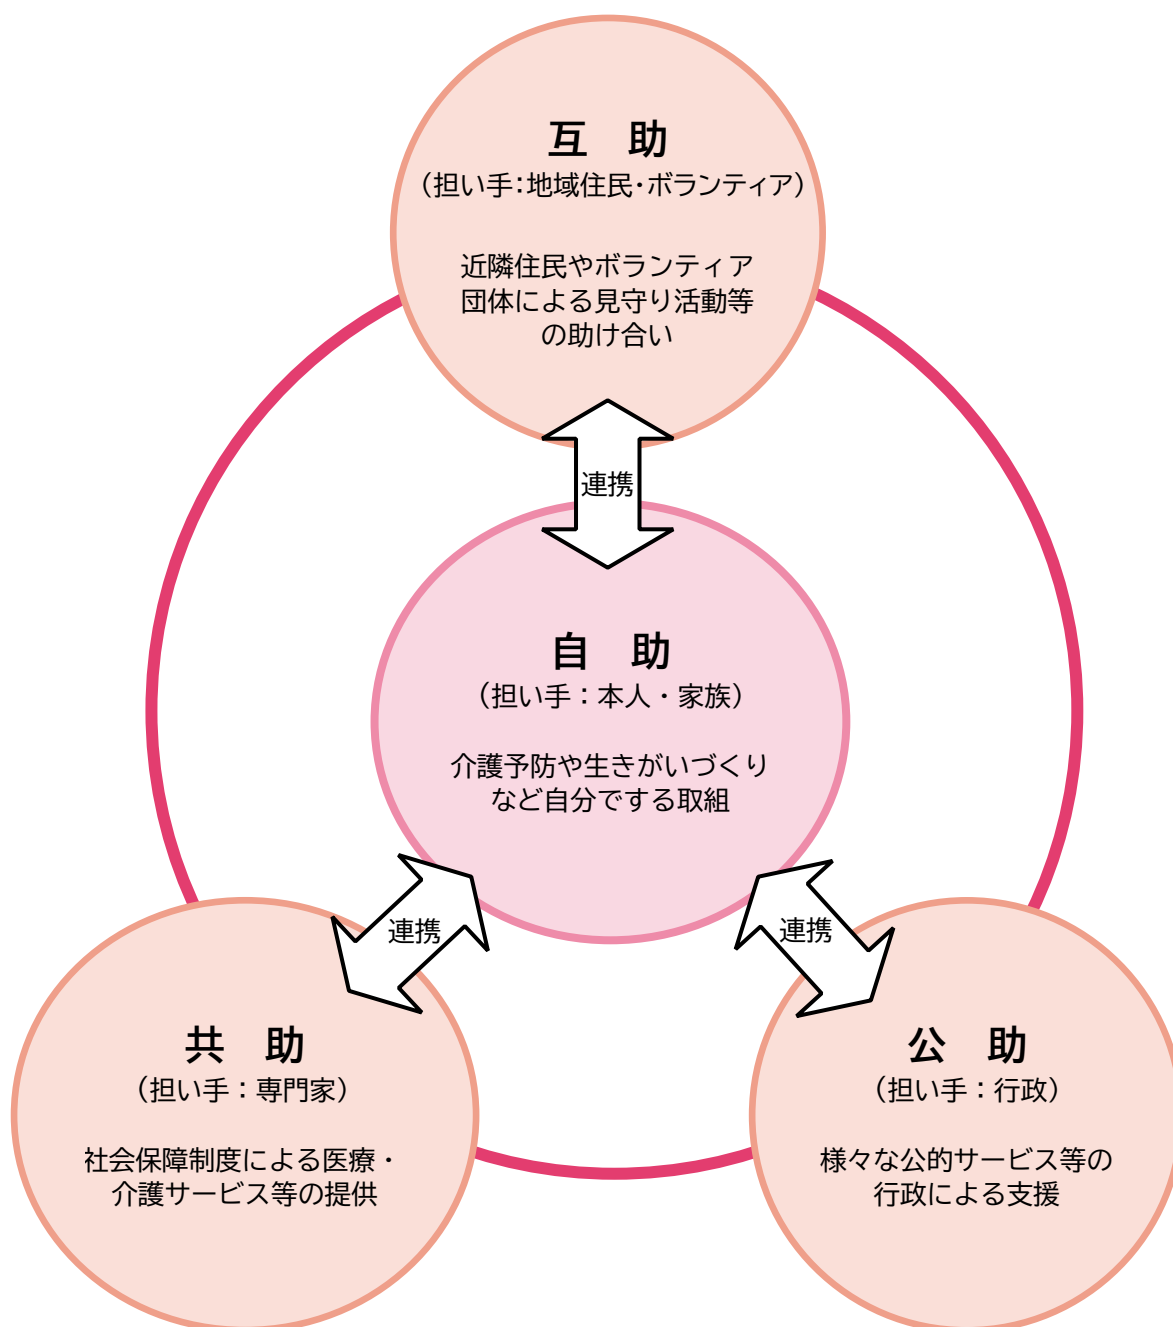 互　助
（担い手：地域住民・ボランティア）
近隣住民やボランティア
団体による見守り活動等
の助け合い
連携
自　助
（担い手：本人・家族）
介護予防や生きがいづくり
など自分でする取組
連携
連携
共　助
（担い手：専門家）
社会保障制度による医療・
介護サービス等の提供
公　助
（担い手：行政）
様々な公的サービス等の
行政による支援